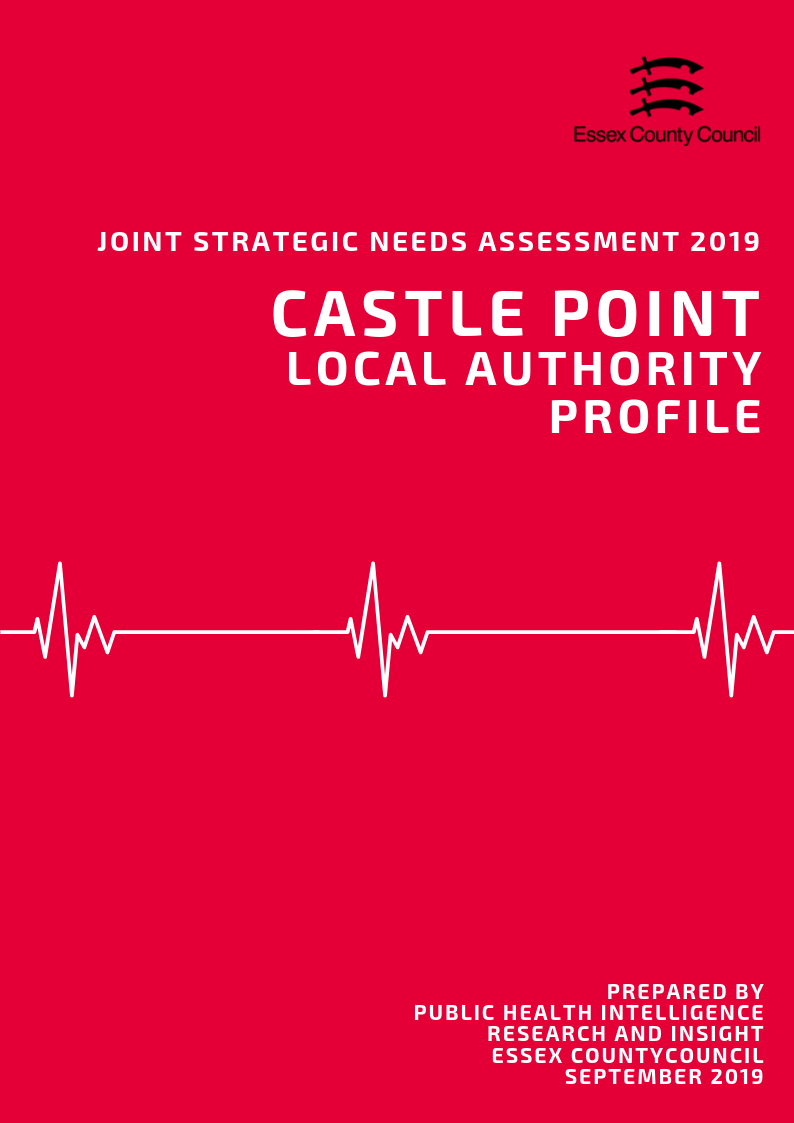 Essex County Council
JOINT STRATEGIC NEEDS ASSESSMENT 2019
CASTLE POINT
LOCAL AUTHORITY
PROFILE
PREPARED BY
PUBLIC HEALTH INTELLIGENCE
RESEARCH AND INSIGHT
ESSEX COUNTYCOUNCIL
SEPTEMBER 2019